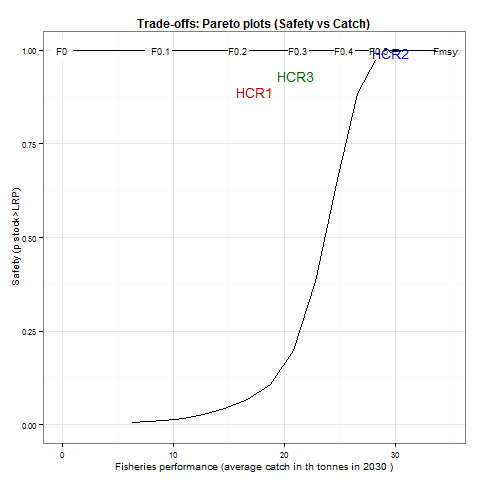 Trade-offs: Pareto plots (Safety vs Catch)
1.00
F0 F0.1 F0.2 F0.3 F0.4 Fmsy
HCR2
HCR3
HCR1
0.75
0.50
0.25
0.00
Safety (p stock>LRP)
0 10 20 30
Fisheries performance (average catch in th tonnes in 2030 )